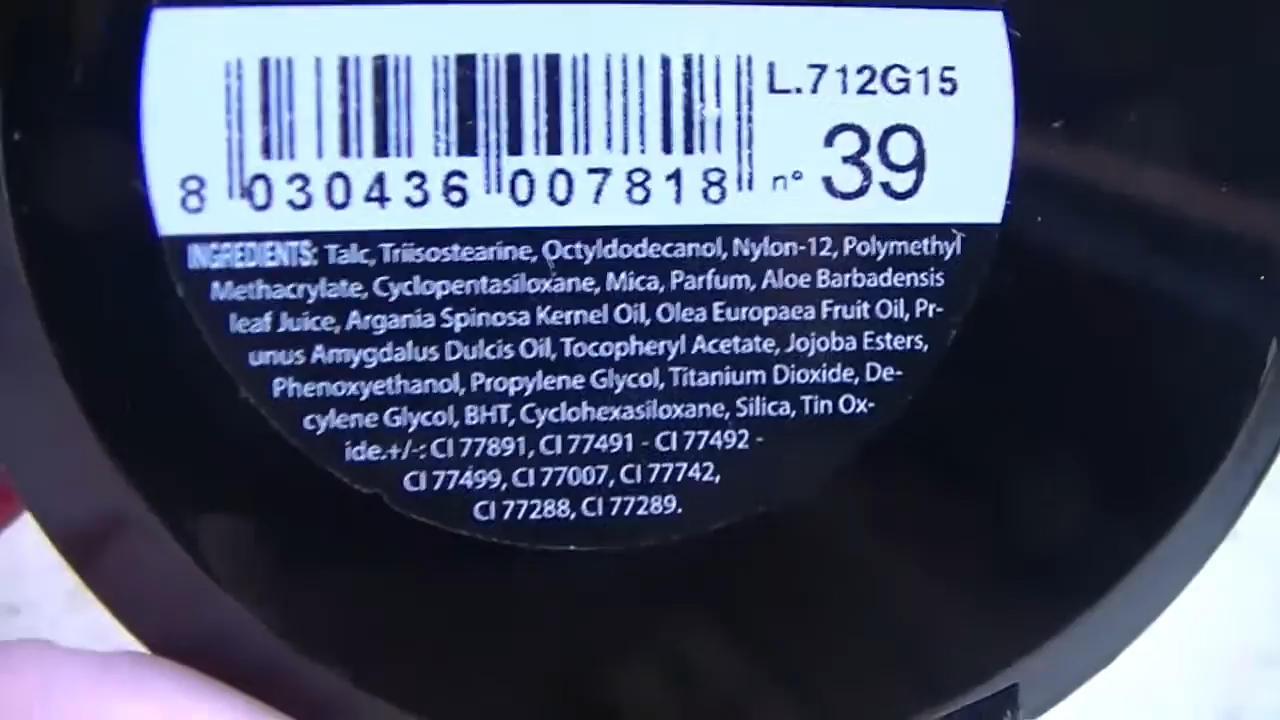 L.712G15
n° 39
8 030436 007818
INGREDIENTS: Talc, Triisostearine, Octyldodecanol, Nylon-12, Polymethyl
Methacrylate, Cyclopentasiloxane, Mica, Parfum, Aloe Barbadensis
leaf Juice, Argania Spinosa Kernel Oil, Olea Europaea Fruit Oil, Pr-
unus Amygdalus Dulcis Oil, Tocopheryl Acetate, Jojoba Esters,
Phenoxyethanol, Propylene Glycol, Titanium Dioxide, De-
cylene Glycol, BHT, Cyclohexasiloxane, Silica, Tin Ox-
ide.+/-: CI 77891, CI 77491 - CI 77492 -
CI 77499, CI 77007, CI 77742,
CI 77288, CI 77289.